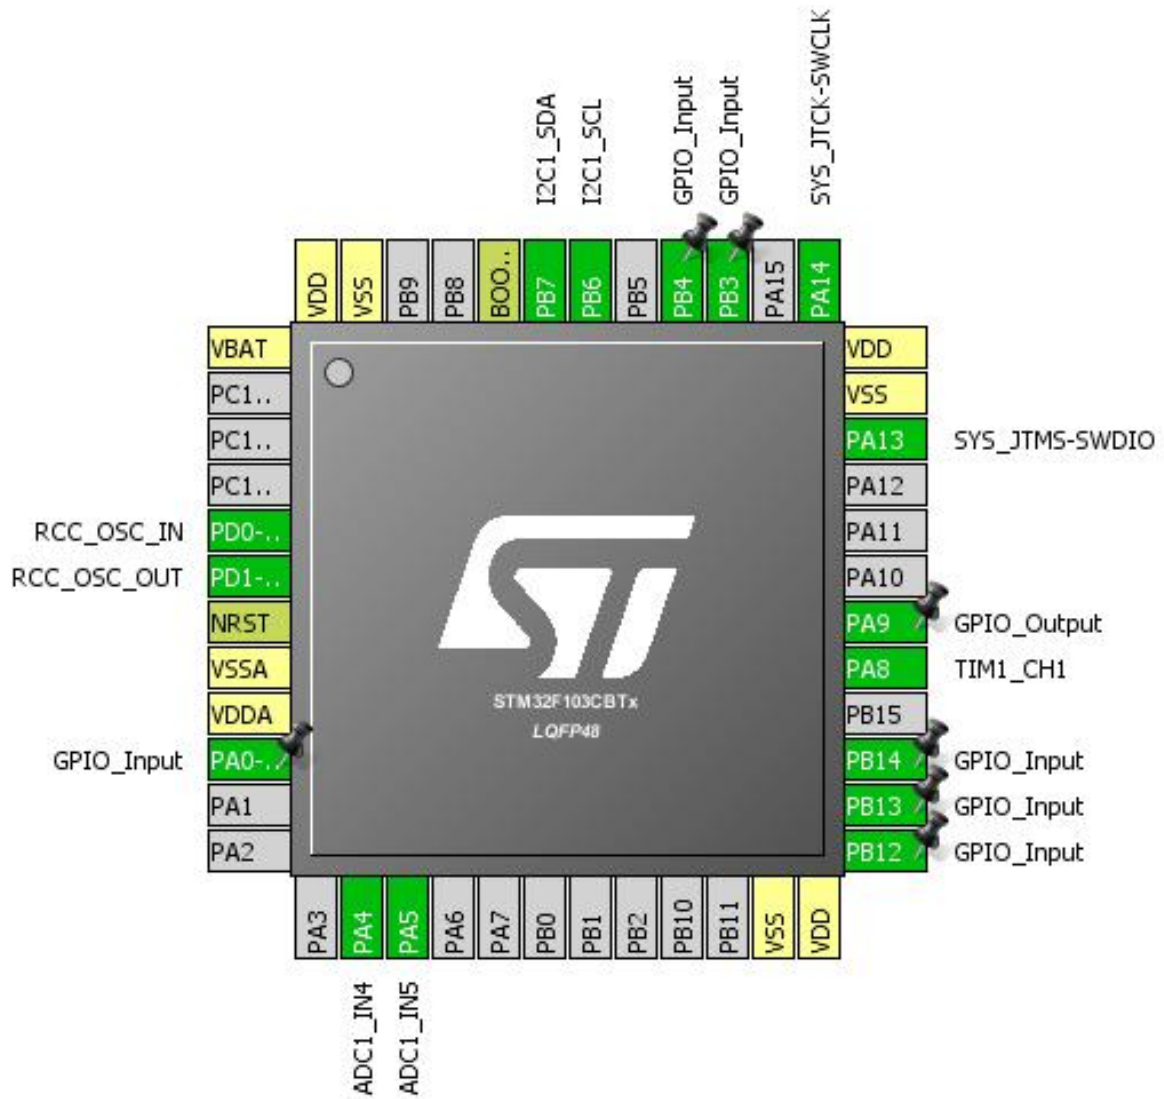 I2C1_SDA
I2C1_SCL
GPIO_Input
GPIO_Input
SYS_JTCK-SWCLK
VDD
VSS
PB9
PB8
BOO..
PB7
PB6
PB5
PB4
PB3
PA15
PA14
VBAT
PC1..
PC1..
PC1..
RCC_OSC_IN PD0-..
RCC_OSC_OUT PD1-..
NRST
VSSA
VDDA
GPIO_Input PA0-..
PA1
PA2
STM32F103CBTx
LQFP48
VDD
VSS
PA13 SYS_JTMS-SWDIO
PA12
PA11
PA10
PA9 GPIO_Output
PA8 TIM1_CH1
PB15
PB14 GPIO_Input
PB13 GPIO_Input
PB12 GPIO_Input
PA3
PA4
PA5
PA6
PA7
PB0
PB1
PB2
PB10
PB11
VSS
VDD
ADC1_IN4
ADC1_IN5